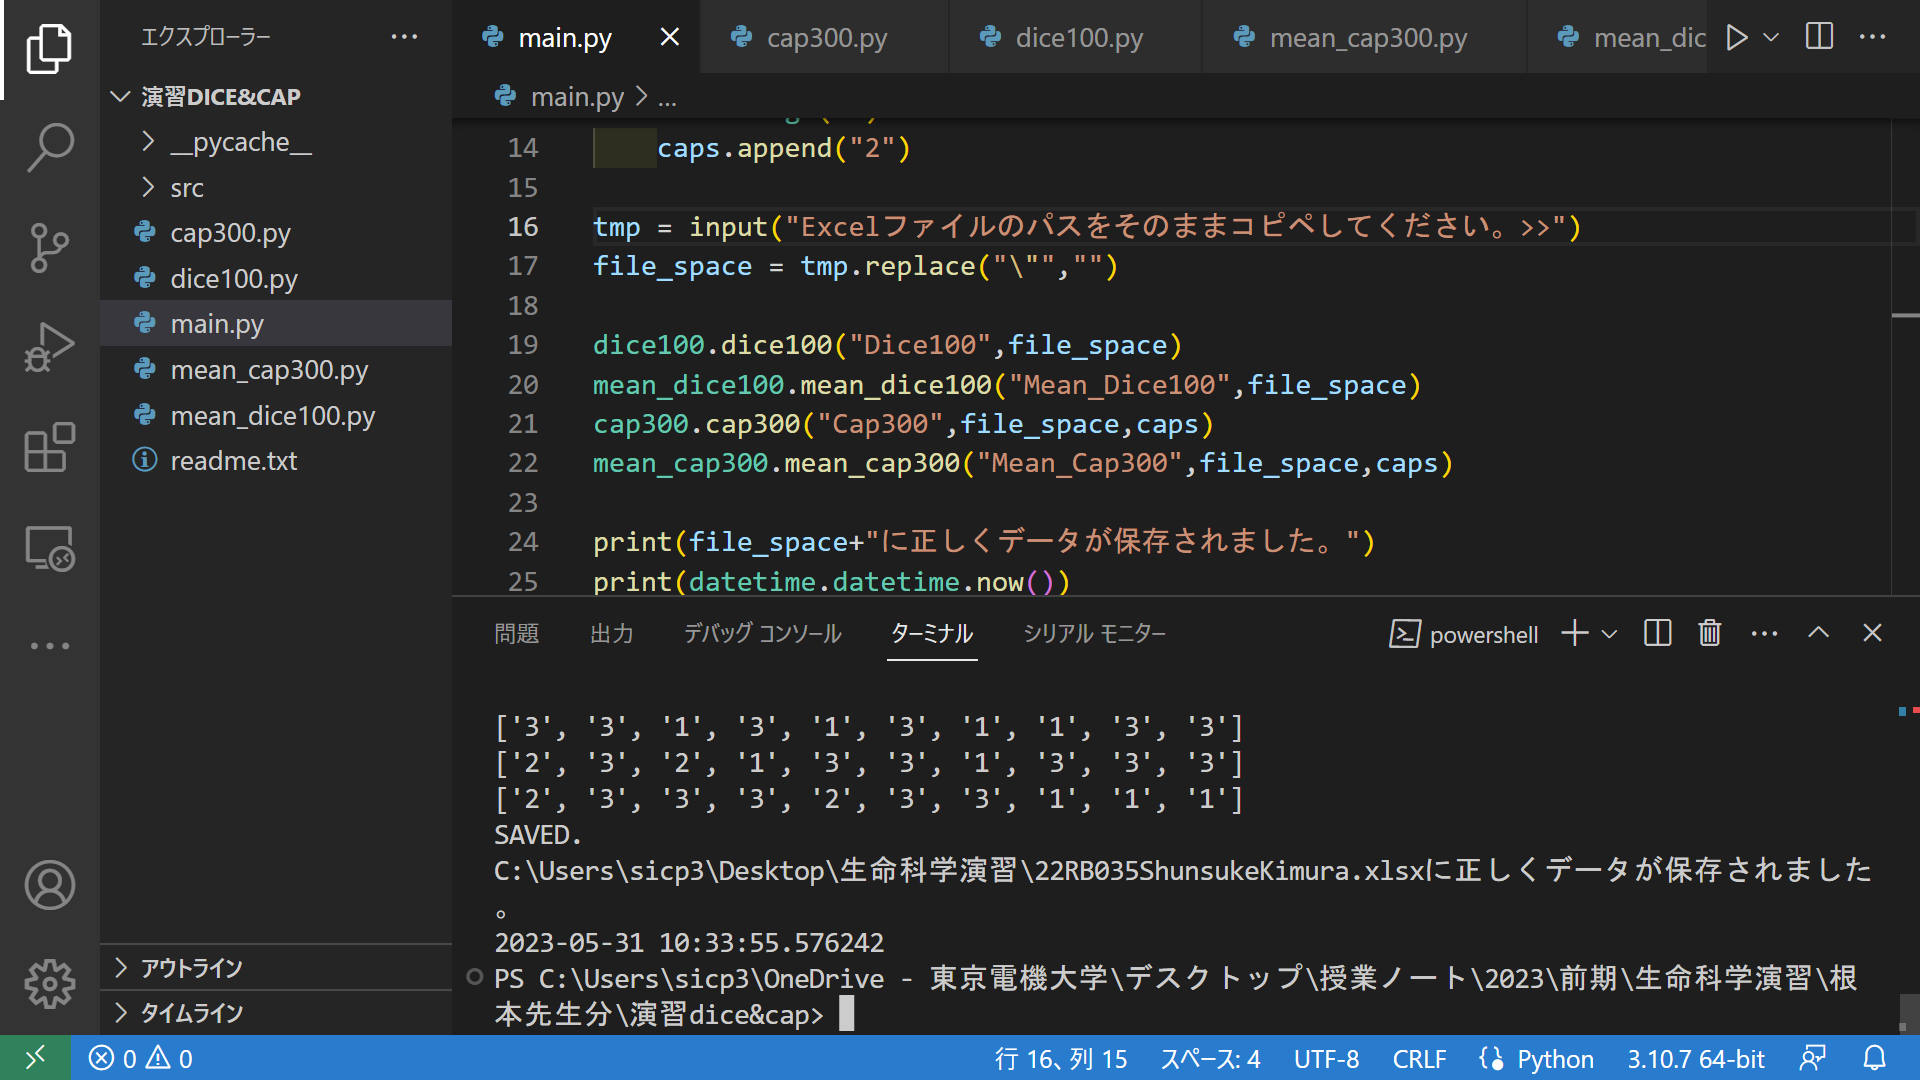 エクスプローラー
演習DICE&CAP
__pycache__
src
cap300.py
dice100.py
main.py
mean_cap300.py
mean_dice100.py
readme.txt
アウトライン
タイムライン
main.py
cap300.py
dice100.py
mean_cap300.py
mean_dic
main.py > ...
14 caps.append("2")
15
16 tmp = input("Excelファイルのパスをそのままコピペしてください。>>")
17 file_space = tmp.replace("\"","")
18
19 dice100.dice100("Dice100",file_space)
20 mean_dice100.mean_dice100("Mean_Dice100",file_space)
21 cap300.cap300("Cap300",file_space,caps)
22 mean_cap300.mean_cap300("Mean_Cap300",file_space,caps)
23
24 print(file_space+"に正しくデータが保存されました。")
25 print(datetime.datetime.now())
問題 出力 デバッグ コンソール ターミナル シリアル モニター
powershell
['3', '3', '1', '3', '1', '3', '1', '1', '3', '3']
['2', '3', '2', '1', '3', '3', '1', '3', '3', '3']
['2', '3', '3', '3', '2', '3', '3', '1', '1', '1']
SAVED.
C:\Users\sicp3\Desktop\生命科学演習\22RB035ShunsukeKimura.xlsxに正しくデータが保存されました
。
2023-05-31 10:33:55.576242
PS C:\Users\sicp3\OneDrive - 東京電機大学\デスクトップ\授業ノート\2023\前期\生命科学演習\根
本先生分\演習dice&cap>
0 0
行 16、列 15 スペース: 4 UTF-8 CRLF Python 3.10.7 64-bit